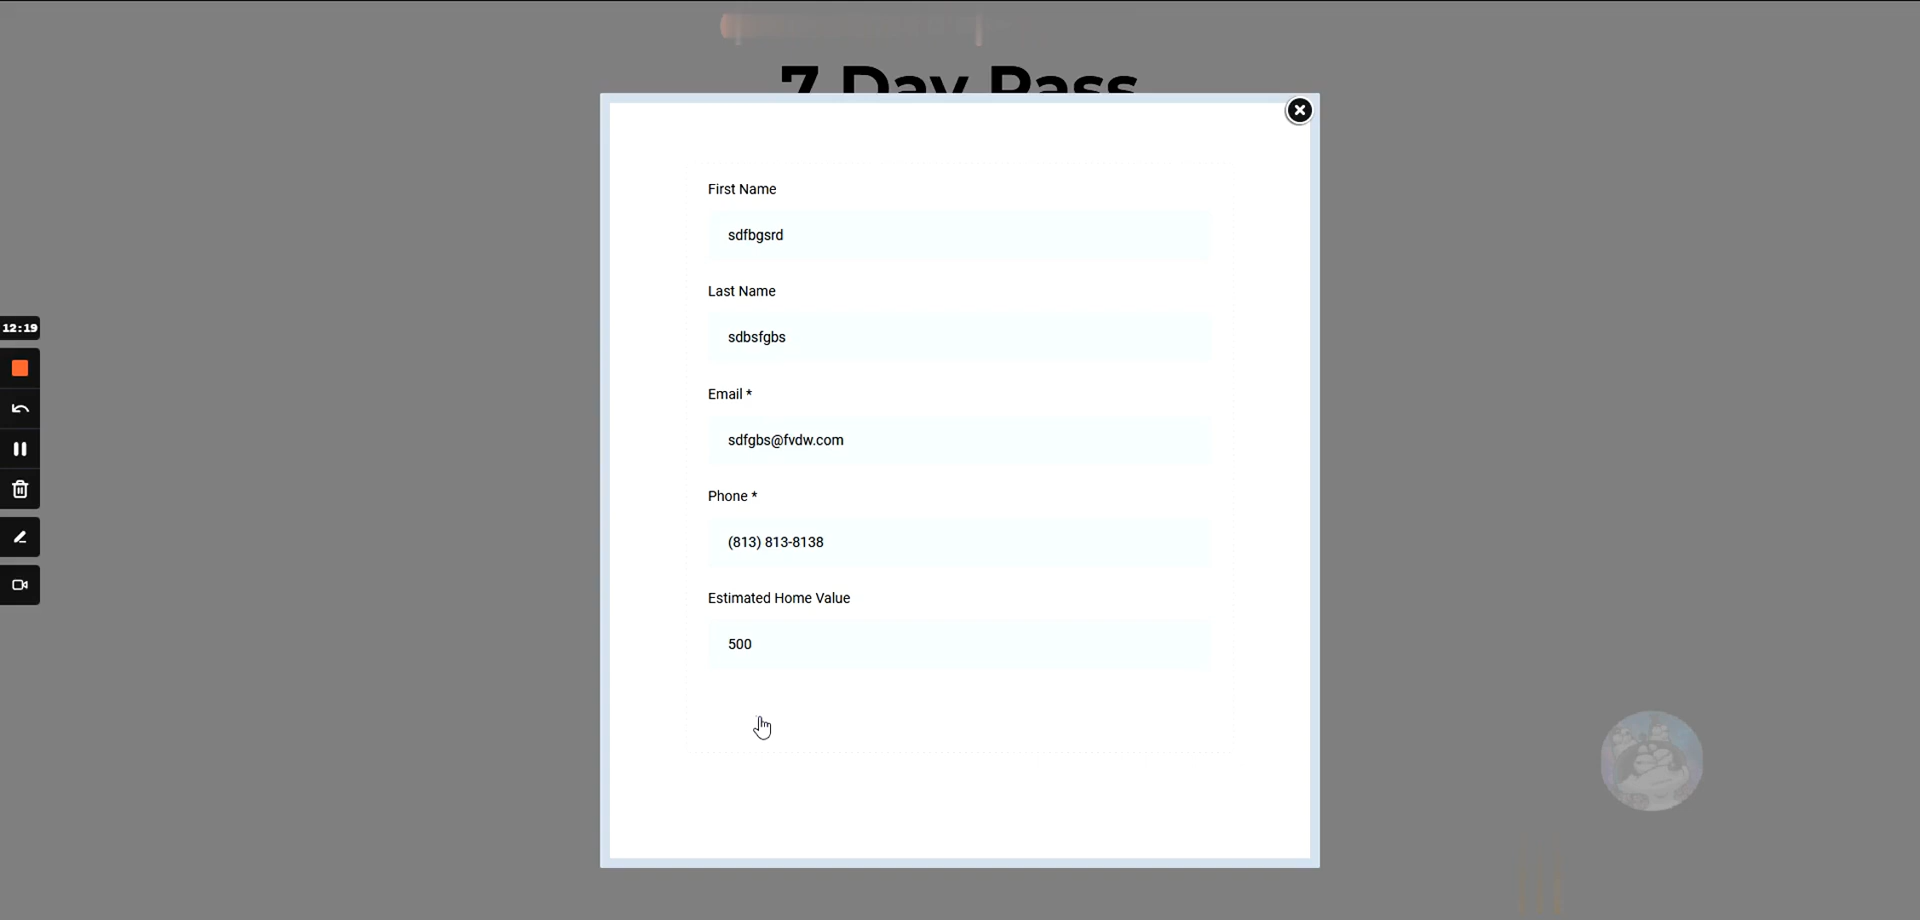 7 Day Pass
First Name
sdfbgsrd
Last Name
sdbsfgbs
12:19
Email *
sdfgbs@fvdw.com
Phone *
(813) 813-8138
Estimated Home Value
500